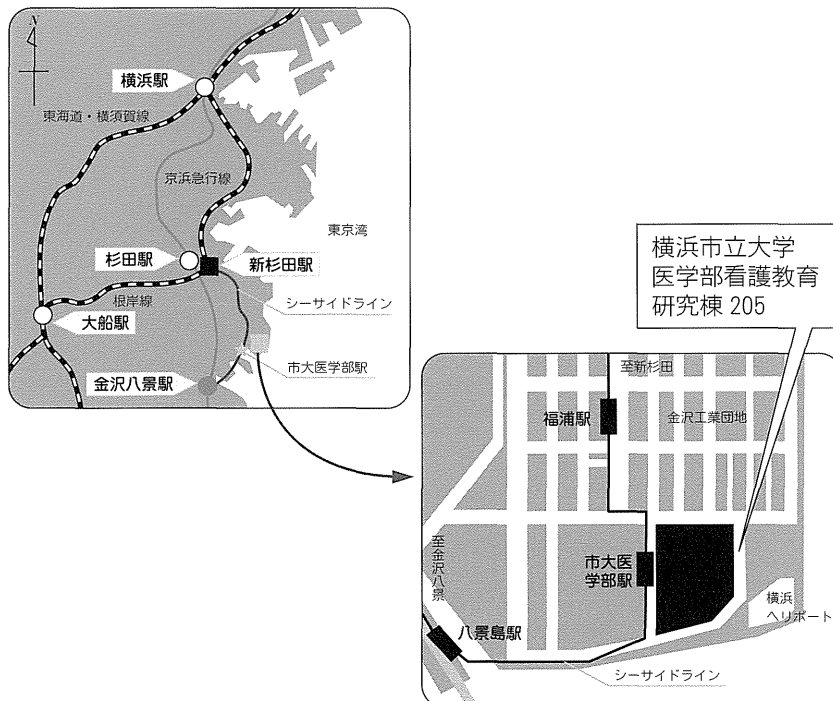 N
横浜駅
東海道・横須賀線
京浜急行線
東京湾
杉田駅
新杉田駅
シーサイドライン
根岸線
大船駅
市大医学部駅
金沢八景駅
横浜市立大学
医学部看護教育
研究棟 205
至新杉田
福浦駅
金沢工業団地
至金沢八景
市大医
学部駅
横浜
ヘリポート
八景島駅
シーサイドライン